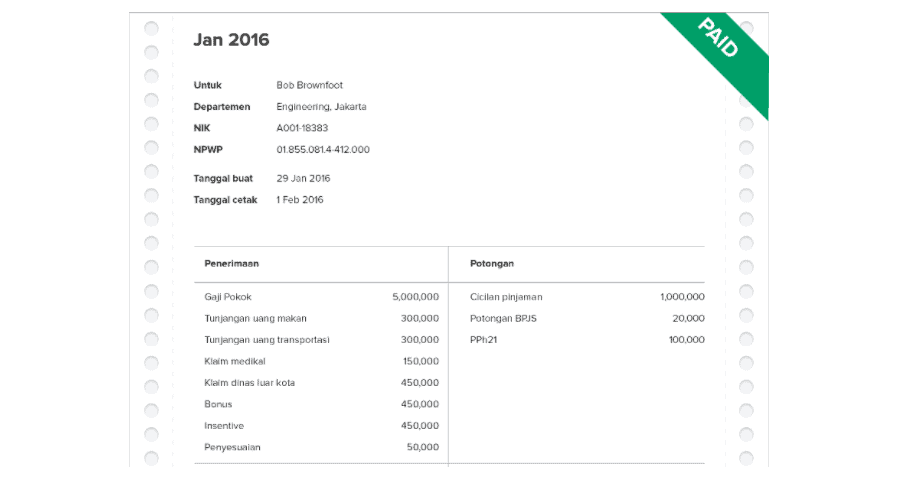 Jan 2016
PAID
Untuk Bob Brownfoot
Departemen Engineering, Jakarta
NIK A001-18383
NPWP 01.855.081.4-412.000
Tanggal buat 29 Jan 2016
Tanggal cetak 1 Feb 2016
Penerimaan Potongan
Gaji Pokok 5,000,000 Cicilan pinjaman 1,000,000
Tunjangan uang makan 300,000 Potongan BPJS 20,000
Tunjangan uang transportasi 300,000 PPh21 100,000
Klaim medikal 150,000
Klaim dinas luar kota 450,000
Bonus 450,000
Insentive 450,000
Penyesuaian 50,000